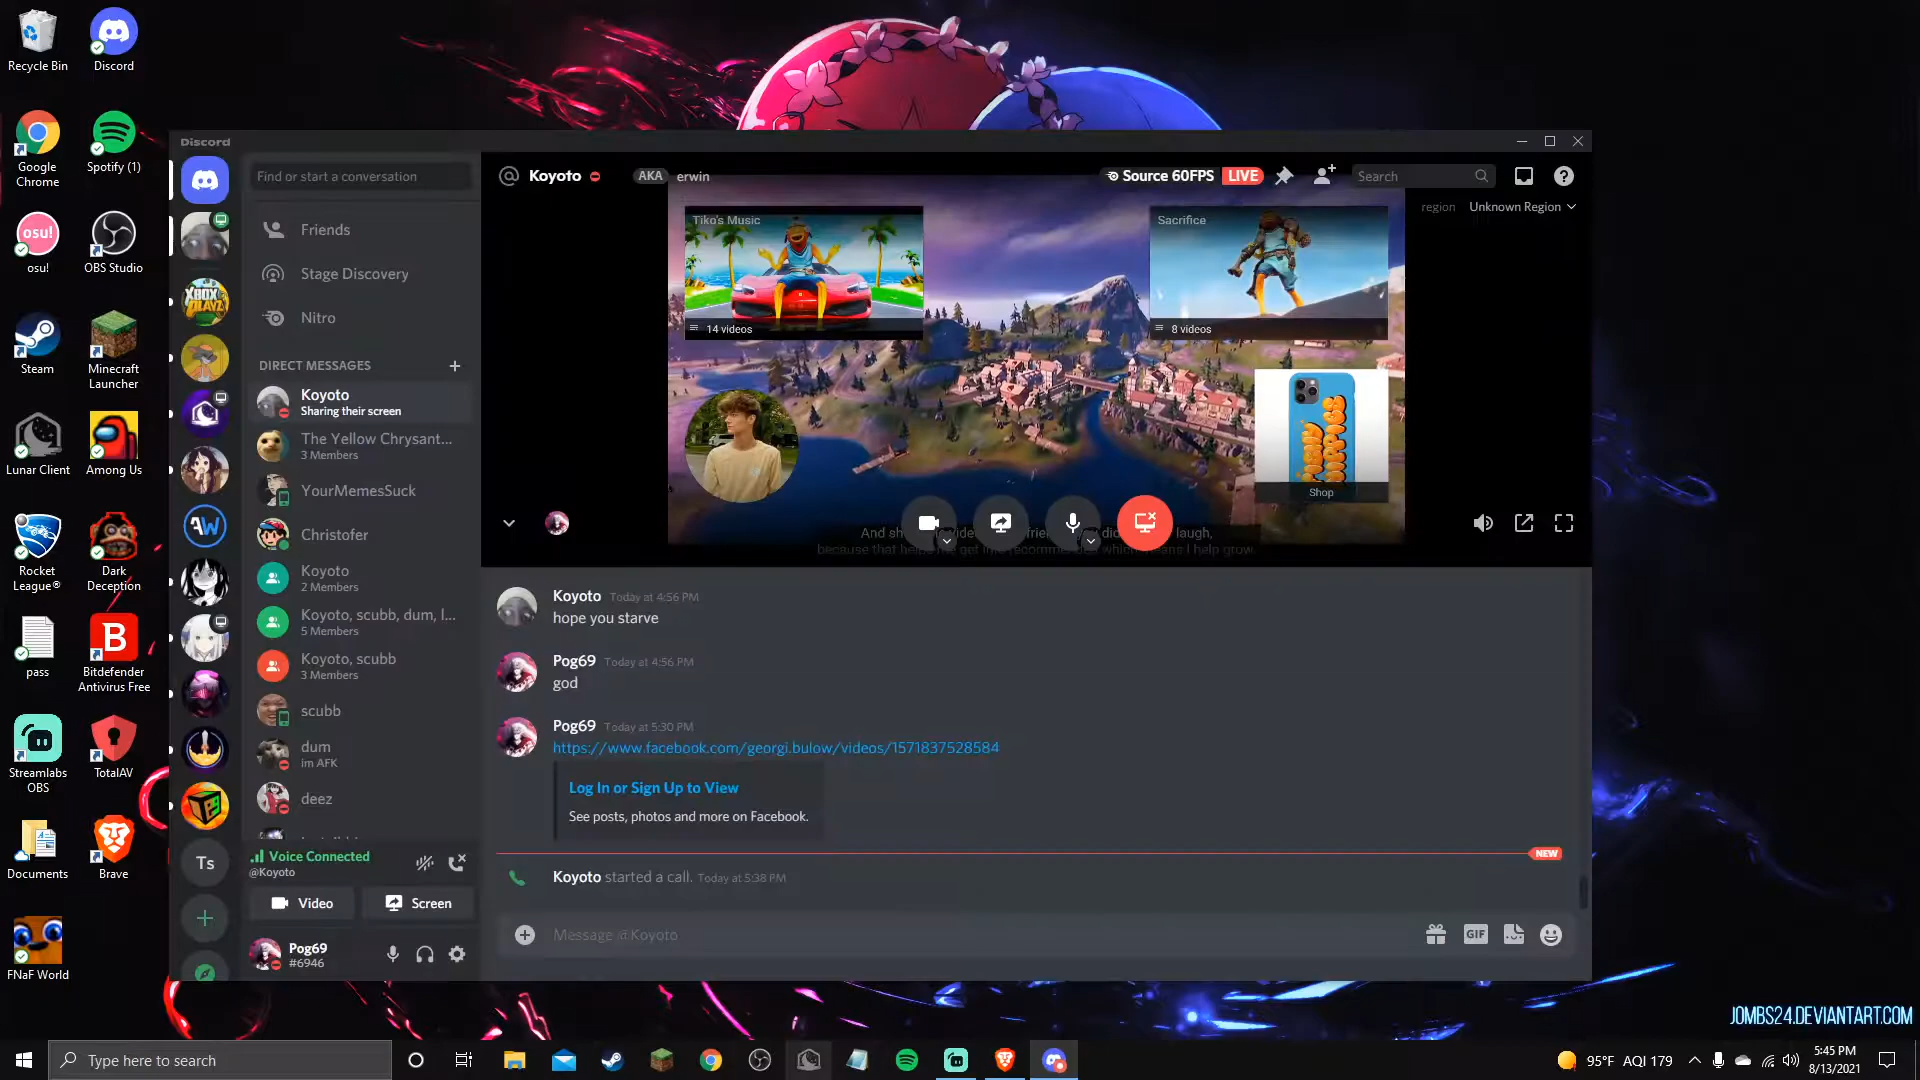 Recycle Bin
Discord
Google
Chrome
Spotify (1)
osu!
osu!
OBS Studio
Steam
Minecraft
Launcher
Lunar Client
Among Us
Rocket
League®
Dark
Deception
pass
B
Bitdefender
Antivirus Free
Streamlabs
OBS
TotalAV
Documents
Brave
FNaF World
Discord
Find or start a conversation
Friends
Stage Discovery
Nitro
DIRECT MESSAGES
Koyoto
Sharing their screen
The Yellow Chrysant...
3 Members
YourMemesSuck
Christofer
Koyoto
2 Members
Koyoto, scubb, dum, l...
5 Members
Koyoto, scubb
3 Members
scubb
dum
im AFK
deez
XBOX
PLAYZ
Ts
Voice Connected
@Koyoto
Video
Screen
Pog69
#6946
Koyoto
AKA erwin
Source 60FPS LIVE
Search
region Unknown Region
Tiko's Music
14 videos
Sacrifice
8 videos
Shop
Koyoto Today at 4:56 PM
hope you starve
Pog69 Today at 4:56 PM
god
Pog69 Today at 5:30 PM
https://www.facebook.com/georgi.bulow/videos/1571837528584
Log In or Sign Up to View
See posts, photos and more on Facebook.
NEW
Koyoto started a call. Today at 5:38 PM
Message @Koyoto
GIF
JOMBS24.DEVIANTART.COM
Type here to search
95°F AQI 179
5:45 PM
8/13/2021